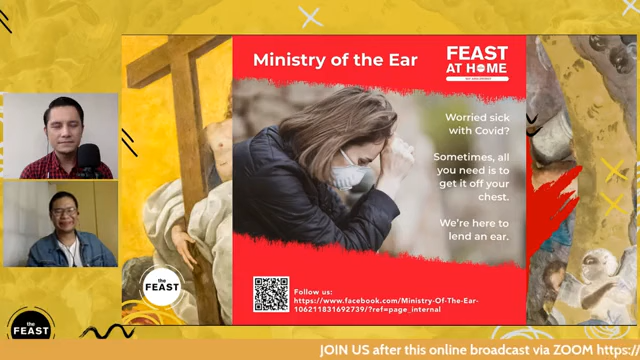 Ministry of the Ear
FEAST
AT HOME
Worried sick
with Covid?
Sometimes, all
you need is to
get it off your
chest.
We're here to
lend an ear.
the
FEAST
Follow us:
https://www.facebook.com/Ministry-Of-The-Ear-
106211831692739/?ref=page_internal
the
FEAST
JOIN US after this online broadcast via ZOOM https:/